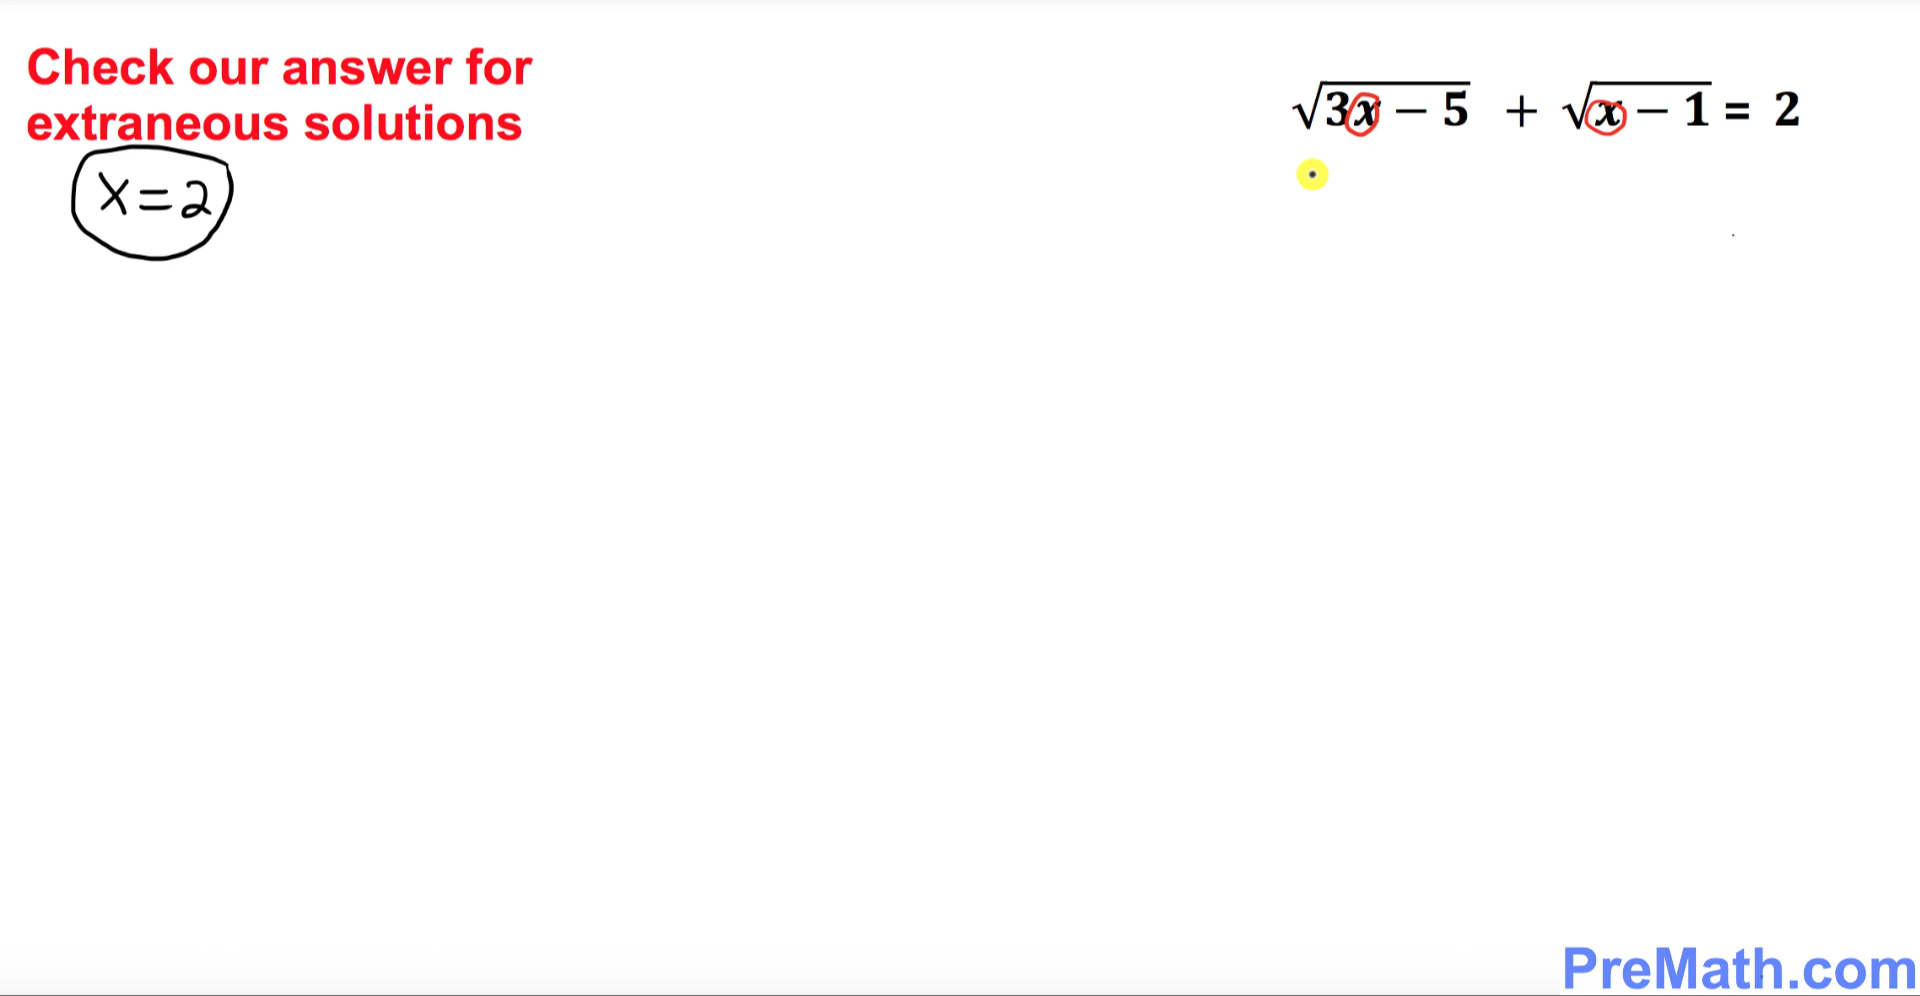 Check our answer for
extraneous solutions
x=2
√3x − 5 + √x − 1 = 2
PreMath.com